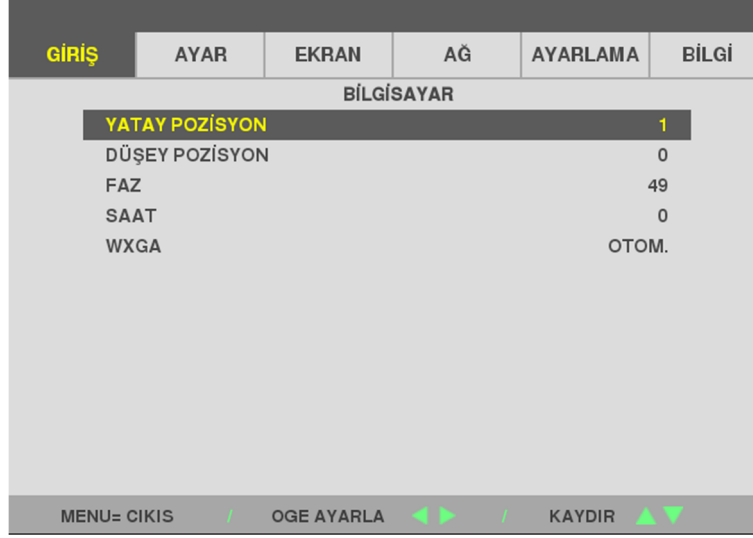 GİRİŞ AYAR EKRAN AĞ AYARLAMA BİLGİ
BİLGİSAYAR
YATAY POZİSYON 1
DÜŞEY POZİSYON 0
FAZ 49
SAAT 0
WXGA OTOM.
MENU= CIKIS / OGE AYARLA ◀ ▶ / KAYDIR ▲ ▼